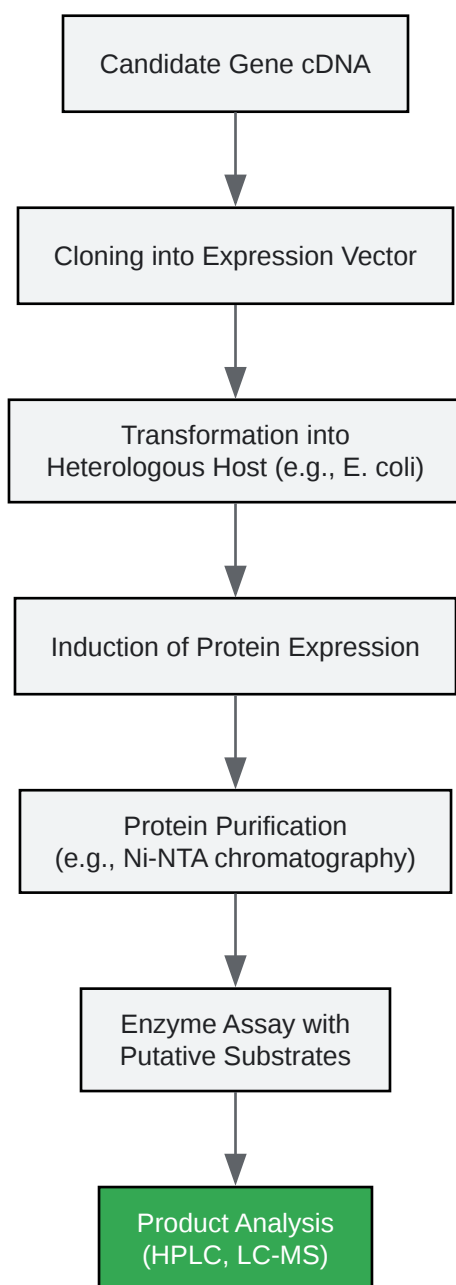 Candidate Gene cDNA
Cloning into Expression Vector
Transformation into
Heterologous Host (e.g., E. coli)
Induction of Protein Expression
Protein Purification
(e.g., Ni-NTA chromatography)
Enzyme Assay with
Putative Substrates
Product Analysis
(HPLC, LC-MS)